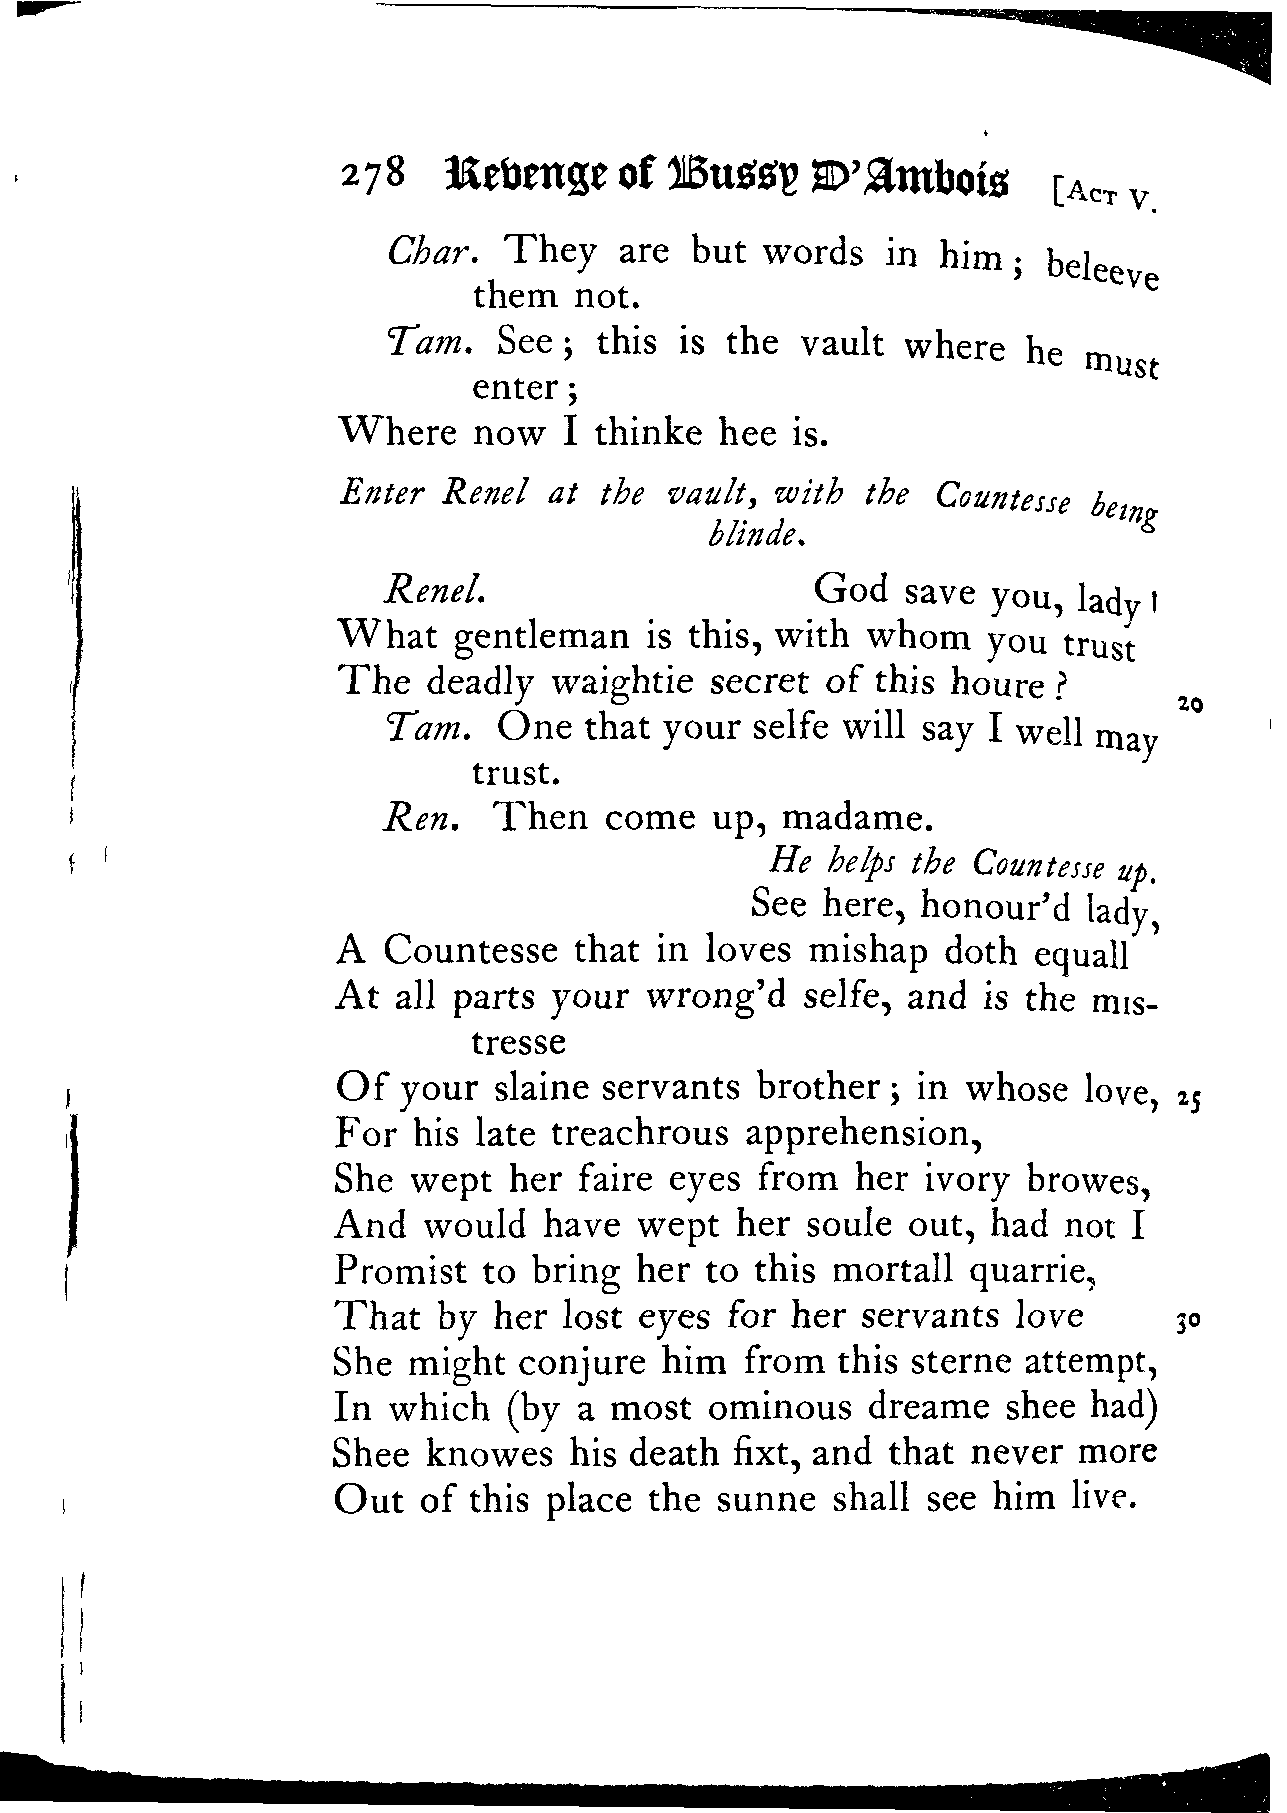 278 Revenge of Bussy D'Ambois [ACT V.
Char. They are but words in him; beleeve
them not.
Tam. See; this is the vault where he must
enter;
Where now I thinke hee is.
Enter Renel at the vault, with the Countesse being
blinde.
Renel. God save you, lady!
What gentleman is this, with whom you trust
The deadly waightie secret of this houre? 20
Tam. One that your selfe will say I well may
trust.
Ren. Then come up, madame.
He helps the Countesse up.
See here, honour'd lady,
A Countesse that in loves mishap doth equall
At all parts your wrong'd selfe, and is the mis-
tresse
Of your slaine servants brother; in whose love, 25
For his late treachrous apprehension,
She wept her faire eyes from her ivory browes,
And would have wept her soule out, had not I
Promist to bring her to this mortall quarrie,
That by her lost eyes for her servants love 30
She might conjure him from this sterne attempt,
In which (by a most ominous dreame shee had)
Shee knowes his death fixt, and that never more
Out of this place the sunne shall see him live.